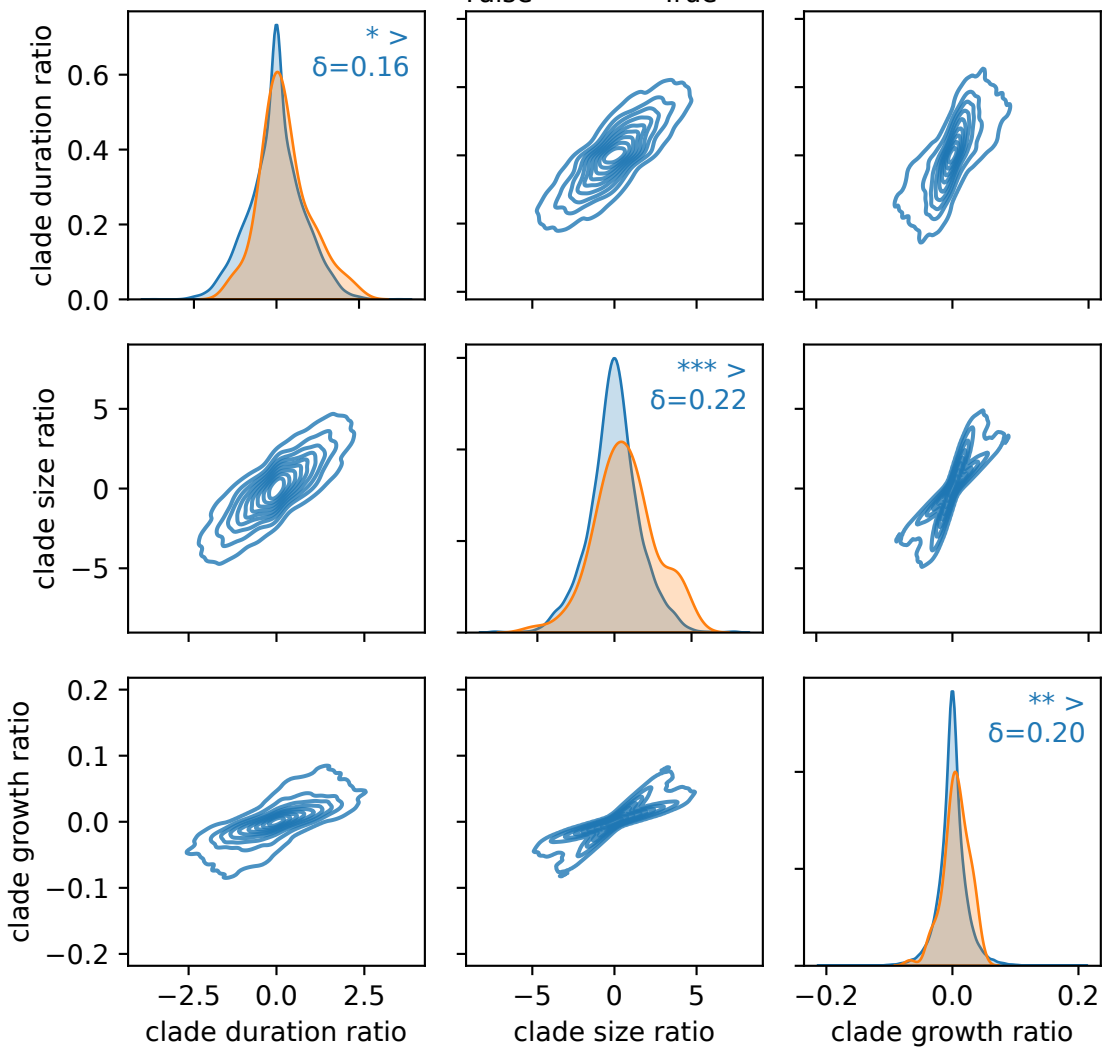 clade duration ratio
0.6
0.4
0.2
0.0
* >
δ=0.16
clade size ratio
5
0
−5
*** >
δ=0.22
clade growth ratio
0.2
0.1
0.0
−0.1
−0.2
** >
δ=0.20
−2.5 0.0 2.5
clade duration ratio
−5 0 5
clade size ratio
−0.2 0.0 0.2
clade growth ratio